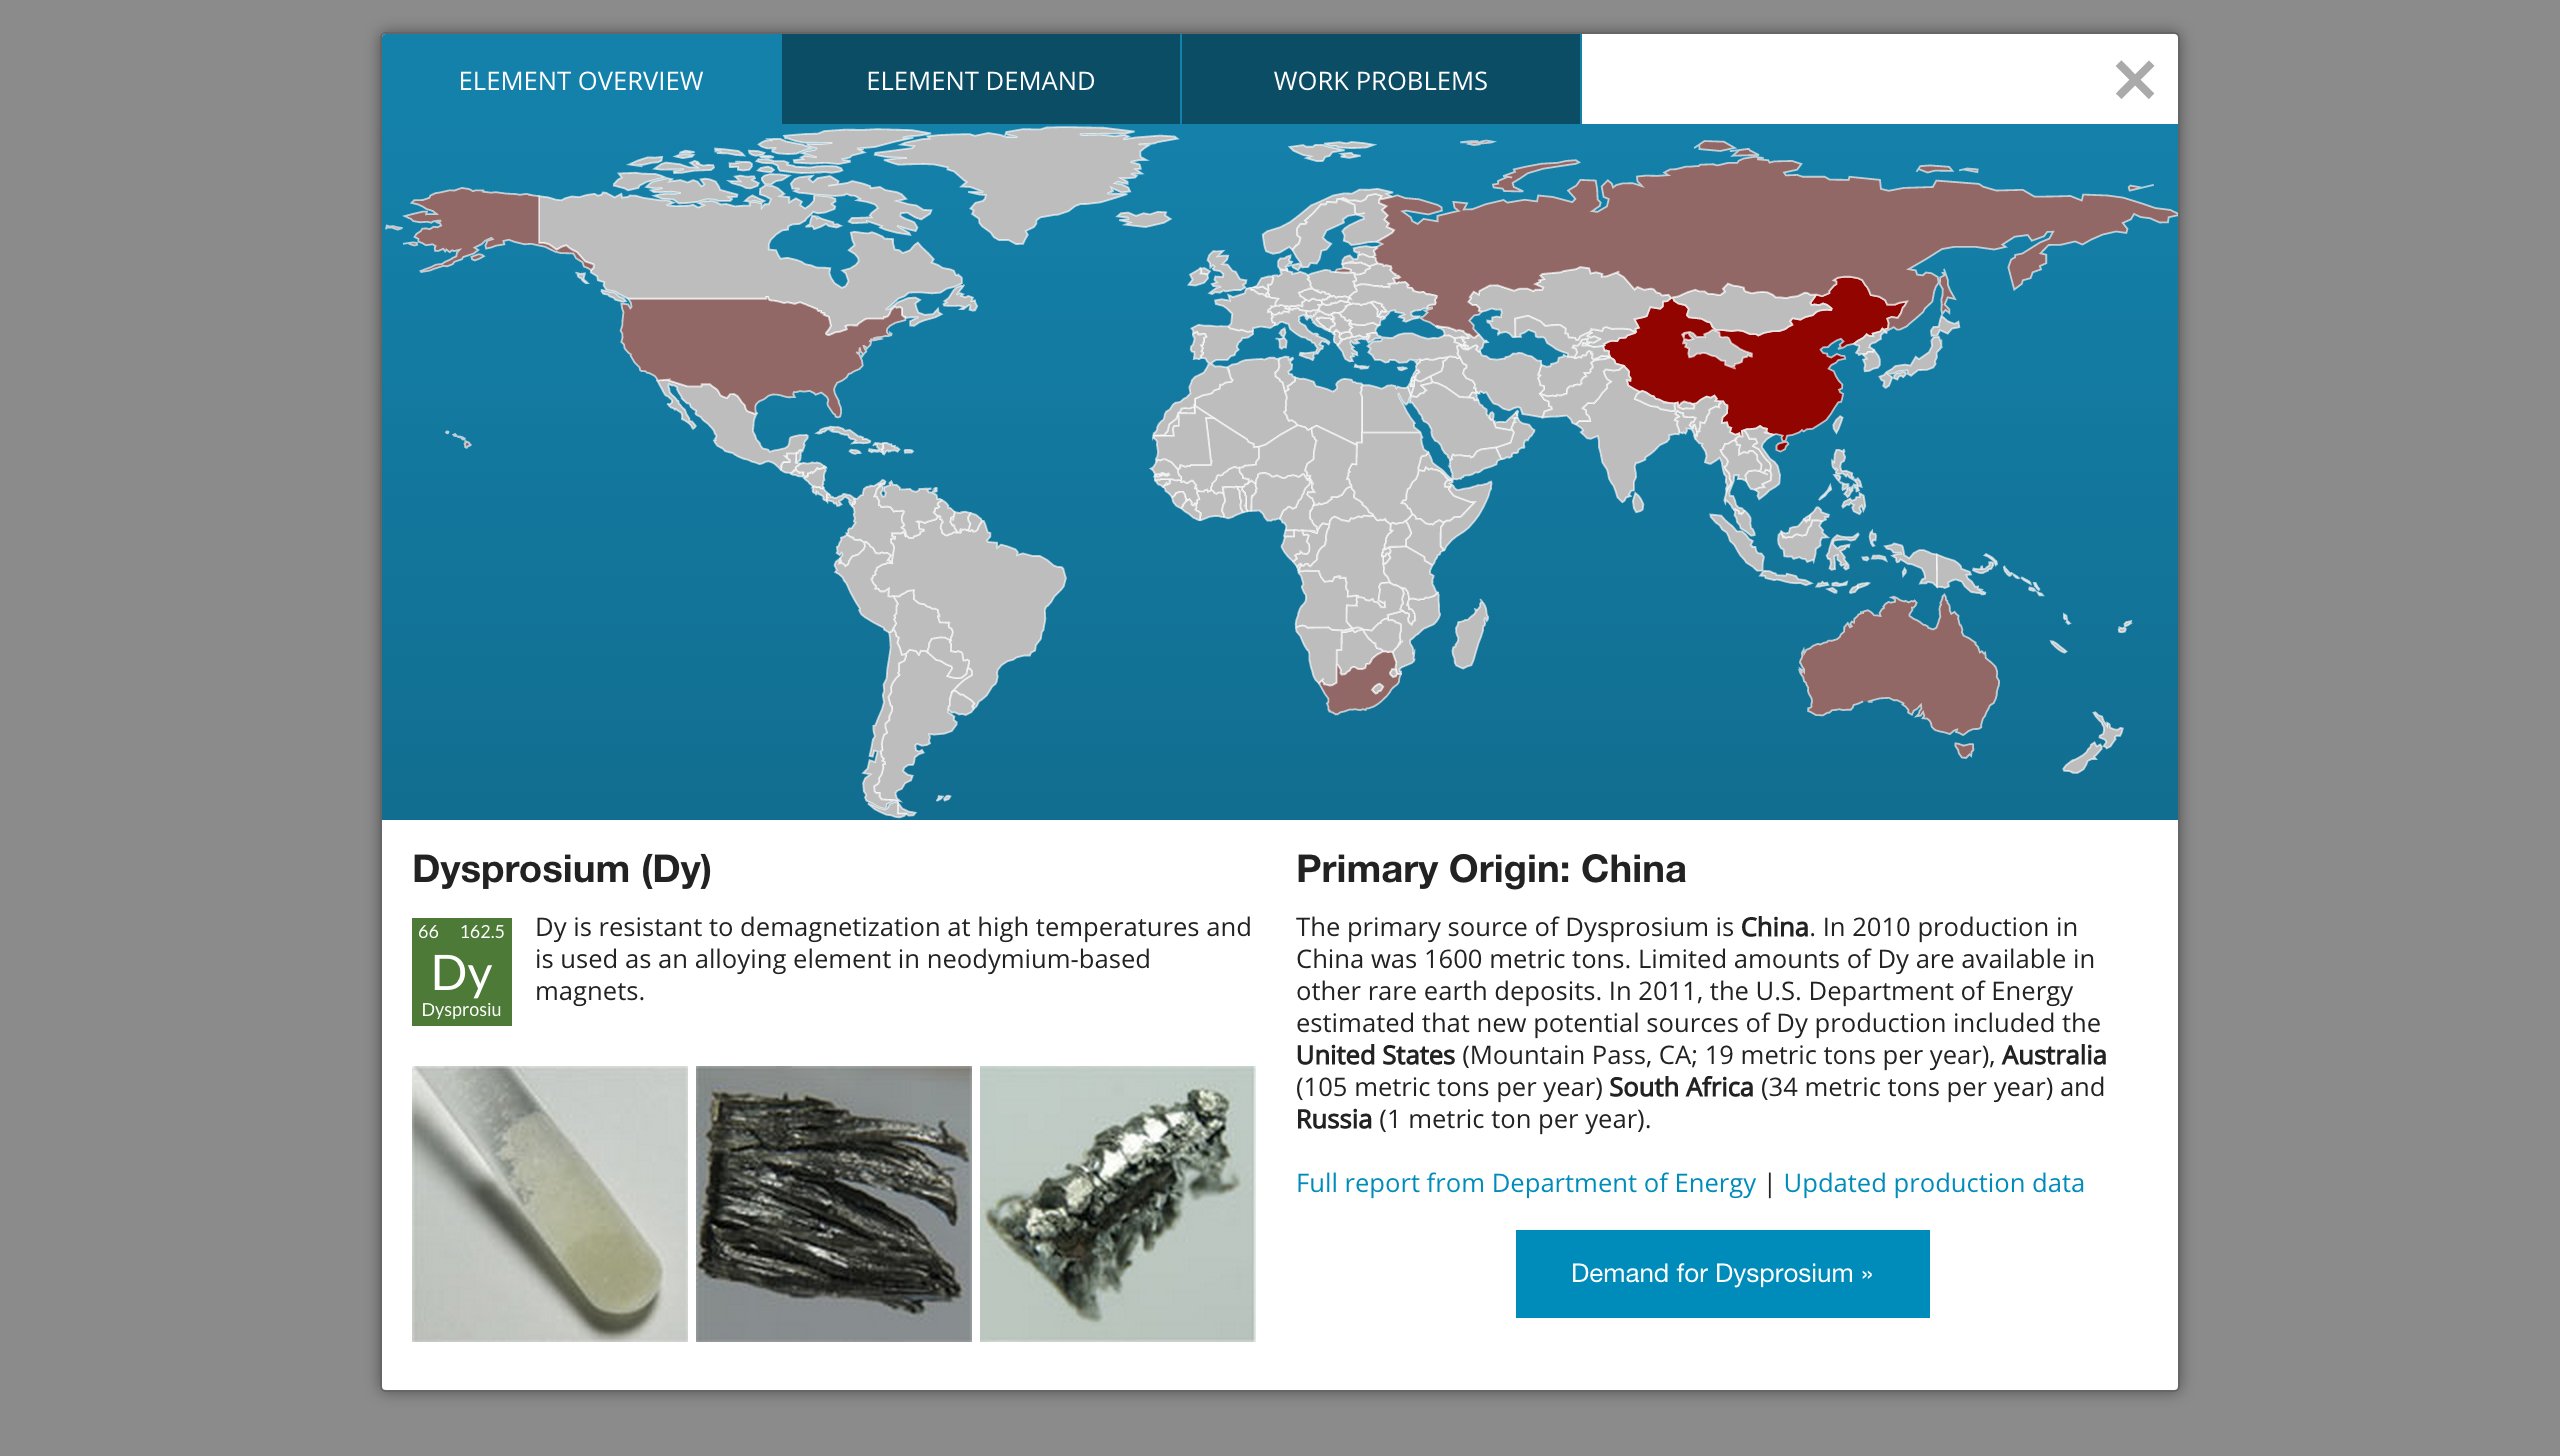 ELEMENT OVERVIEW
ELEMENT DEMAND
WORK PROBLEMS
Dysprosium (Dy)
66 162.5
Dy
Dysprosiu
Dy is resistant to demagnetization at high temperatures and
is used as an alloying element in neodymium-based
magnets.
Primary Origin: China
The primary source of Dysprosium is China. In 2010 production in
China was 1600 metric tons. Limited amounts of Dy are available in
other rare earth deposits. In 2011, the U.S. Department of Energy
estimated that new potential sources of Dy production included the
United States (Mountain Pass, CA; 19 metric tons per year), Australia
(105 metric tons per year) South Africa (34 metric tons per year) and
Russia (1 metric ton per year).
Full report from Department of Energy | Updated production data
Demand for Dysprosium »